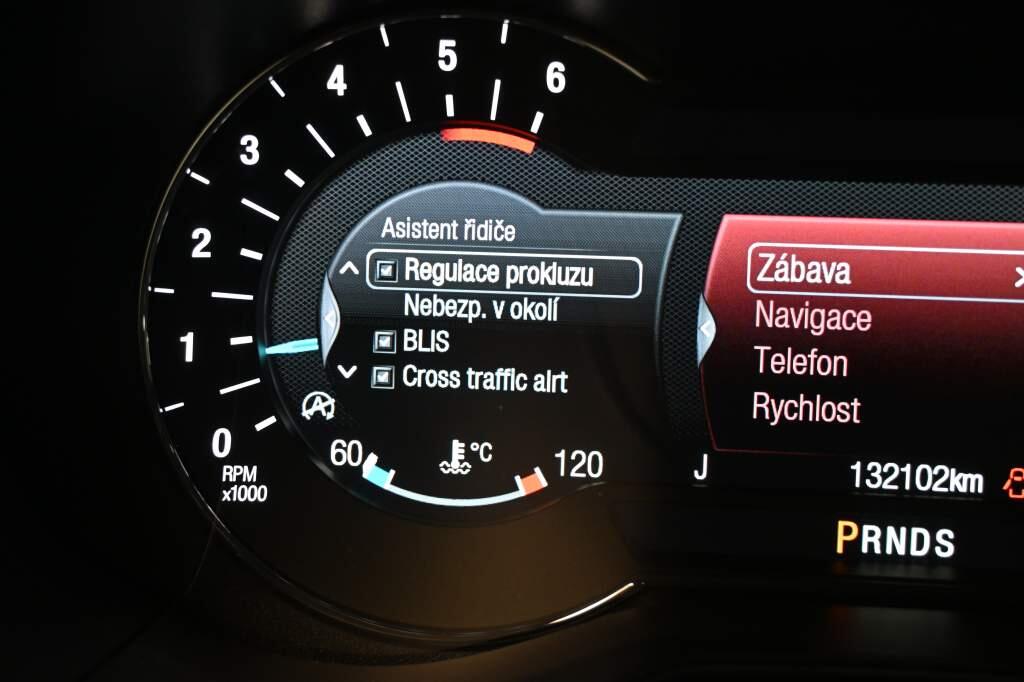 6
5
4
3
2
1
0
RPM
x1000
Asistent řidiče
Regulace prokluzu
Nebezp. v okolí
BLIS
Cross traffic alrt
A
60
°C
120
Zábava
Navigace
Telefon
Rychlost
J
132102km
PRNDS